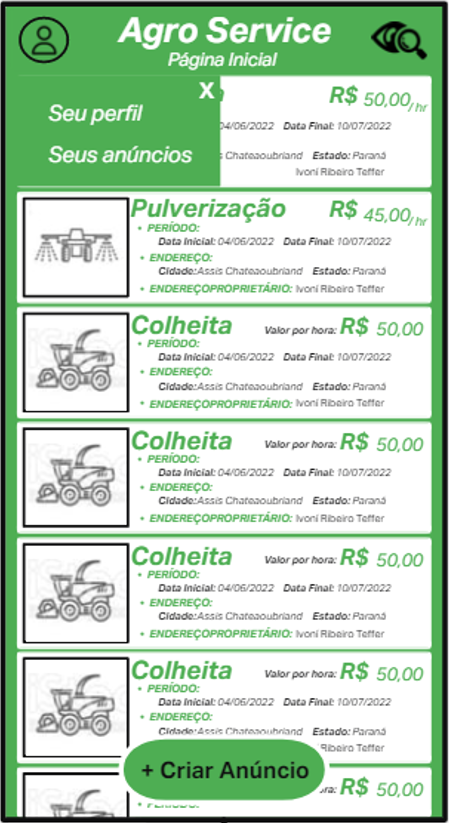 Agro Service
Página Inicial
X
Seu perfil
Seus anúncios
R$ 50,00/hr
04/06/2022 Data Final: 10/07/2022
Chateaoubriand Estado: Paraná
Ivoni Ribeiro Teffer
Pulverização R$ 45,00/hr
• PERÍODO:
Data Inicial: 04/06/2022 Data Final: 10/07/2022
• ENDEREÇO:
Cidade:Assis Chateaoubriand Estado: Paraná
• ENDEREÇOPROPRIETÁRIO: Ivoni Ribeiro Teffer
Colheita Valor por hora: R$ 50,00
• PERÍODO:
Data Inicial: 04/06/2022 Data Final: 10/07/2022
• ENDEREÇO:
Cidade:Assis Chateaoubriand Estado: Paraná
• ENDEREÇOPROPRIETÁRIO: Ivoni Ribeiro Teffer
Colheita Valor por hora: R$ 50,00
• PERÍODO:
Data Inicial: 04/06/2022 Data Final: 10/07/2022
• ENDEREÇO:
Cidade:Assis Chateaoubriand Estado: Paraná
• ENDEREÇOPROPRIETÁRIO: Ivoni Ribeiro Teffer
Colheita Valor por hora: R$ 50,00
• PERÍODO:
Data Inicial: 04/06/2022 Data Final: 10/07/2022
• ENDEREÇO:
Cidade:Assis Chateaoubriand Estado: Paraná
• ENDEREÇOPROPRIETÁRIO: Ivoni Ribeiro Teffer
Colheita Valor por hora: R$ 50,00
• PERÍODO:
Data Inicial: 04/06/2022 Data Final: 10/07/2022
• ENDEREÇO:
Cidade:Assis Chateaoubriand Estado: Paraná
Ribeiro Teffer
+ Criar Anúncio
R$ 50,00